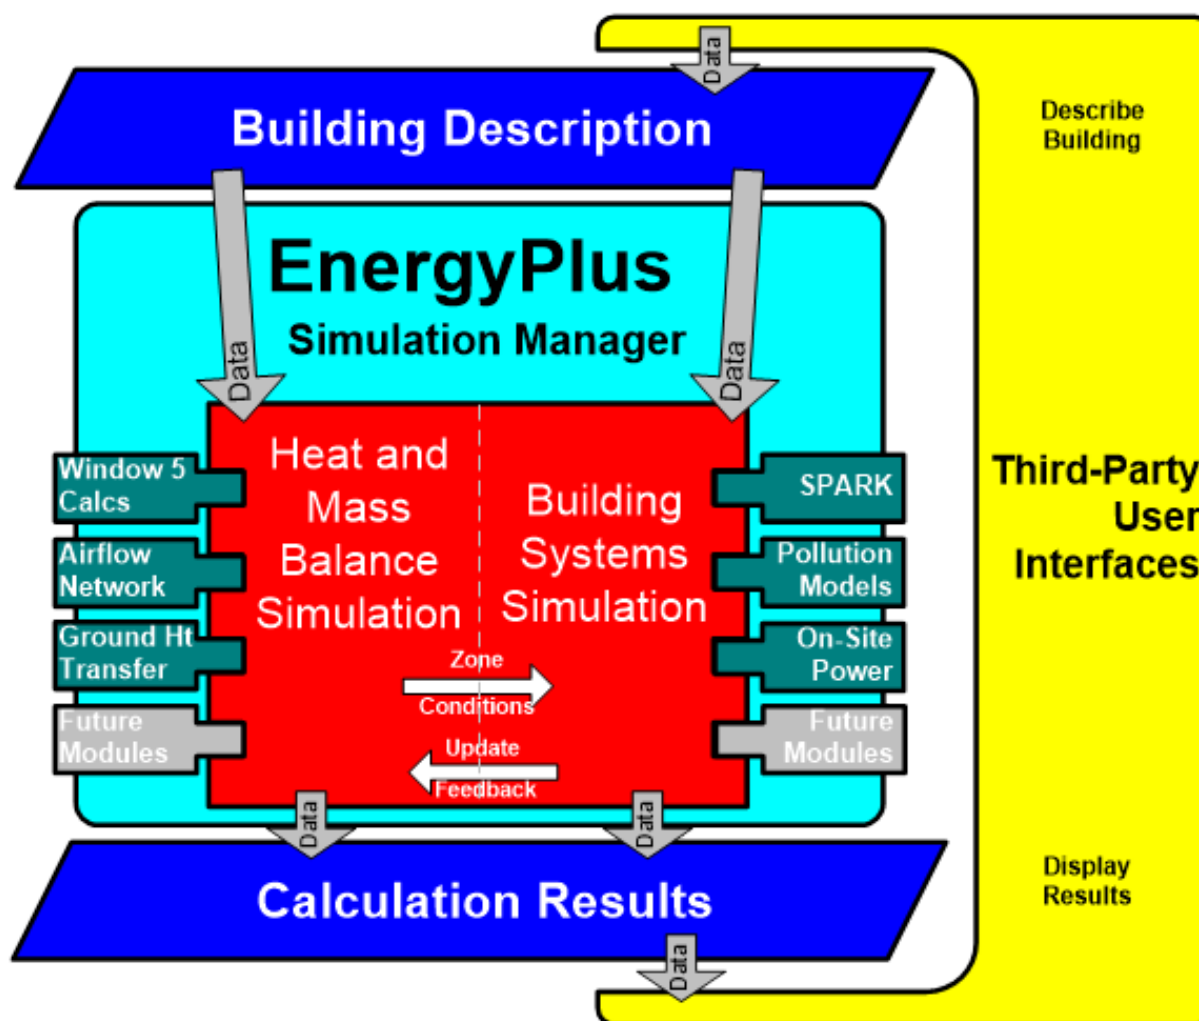 Data
Building Description
Describe
Building
EnergyPlus
Simulation Manager
Data
Data
Heat and
Mass
Balance
Simulation
Building
Systems
Simulation
Window 5
Calcs
Airflow
Network
Ground Ht
Transfer
Future
Modules
SPARK
Pollution
Models
On-Site
Power
Future
Modules
Zone
Conditions
Update
Feedback
Third-Party
User
Interfaces
Data
Data
Calculation Results
Display
Results
Data